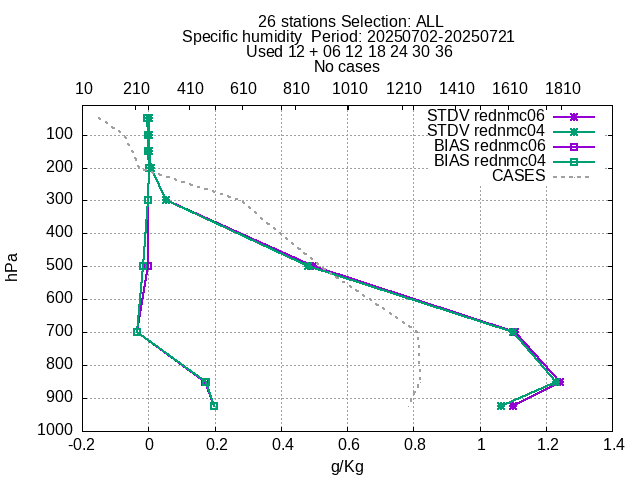 26 stations Selection: ALL
Specific humidity  Period: 20250702-20250721
Used 12 + 06 12 18 24 30 36
No cases
10 210 410 610 810 1010 1210 1410 1610 1810
STDV rednmc06
STDV rednmc04
BIAS rednmc06
BIAS rednmc04
CASES
100
200
300
400
500
600
700
800
900
1000
hPa
-0.2 0 0.2 0.4 0.6 0.8 1 1.2 1.4
g/Kg